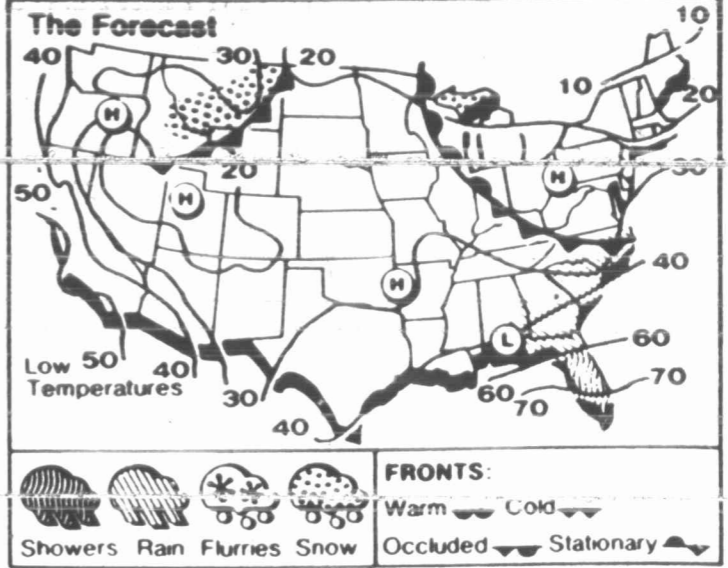 The Forecast
40 30 20 10
10
20
H
20
30
H
H
50
H
40
L
60
Low 50 40
Temperatures
30
60 70
70
40
FRONTS:
Warm Cold
Showers Rain Flurries Snow
Occluded Stationary